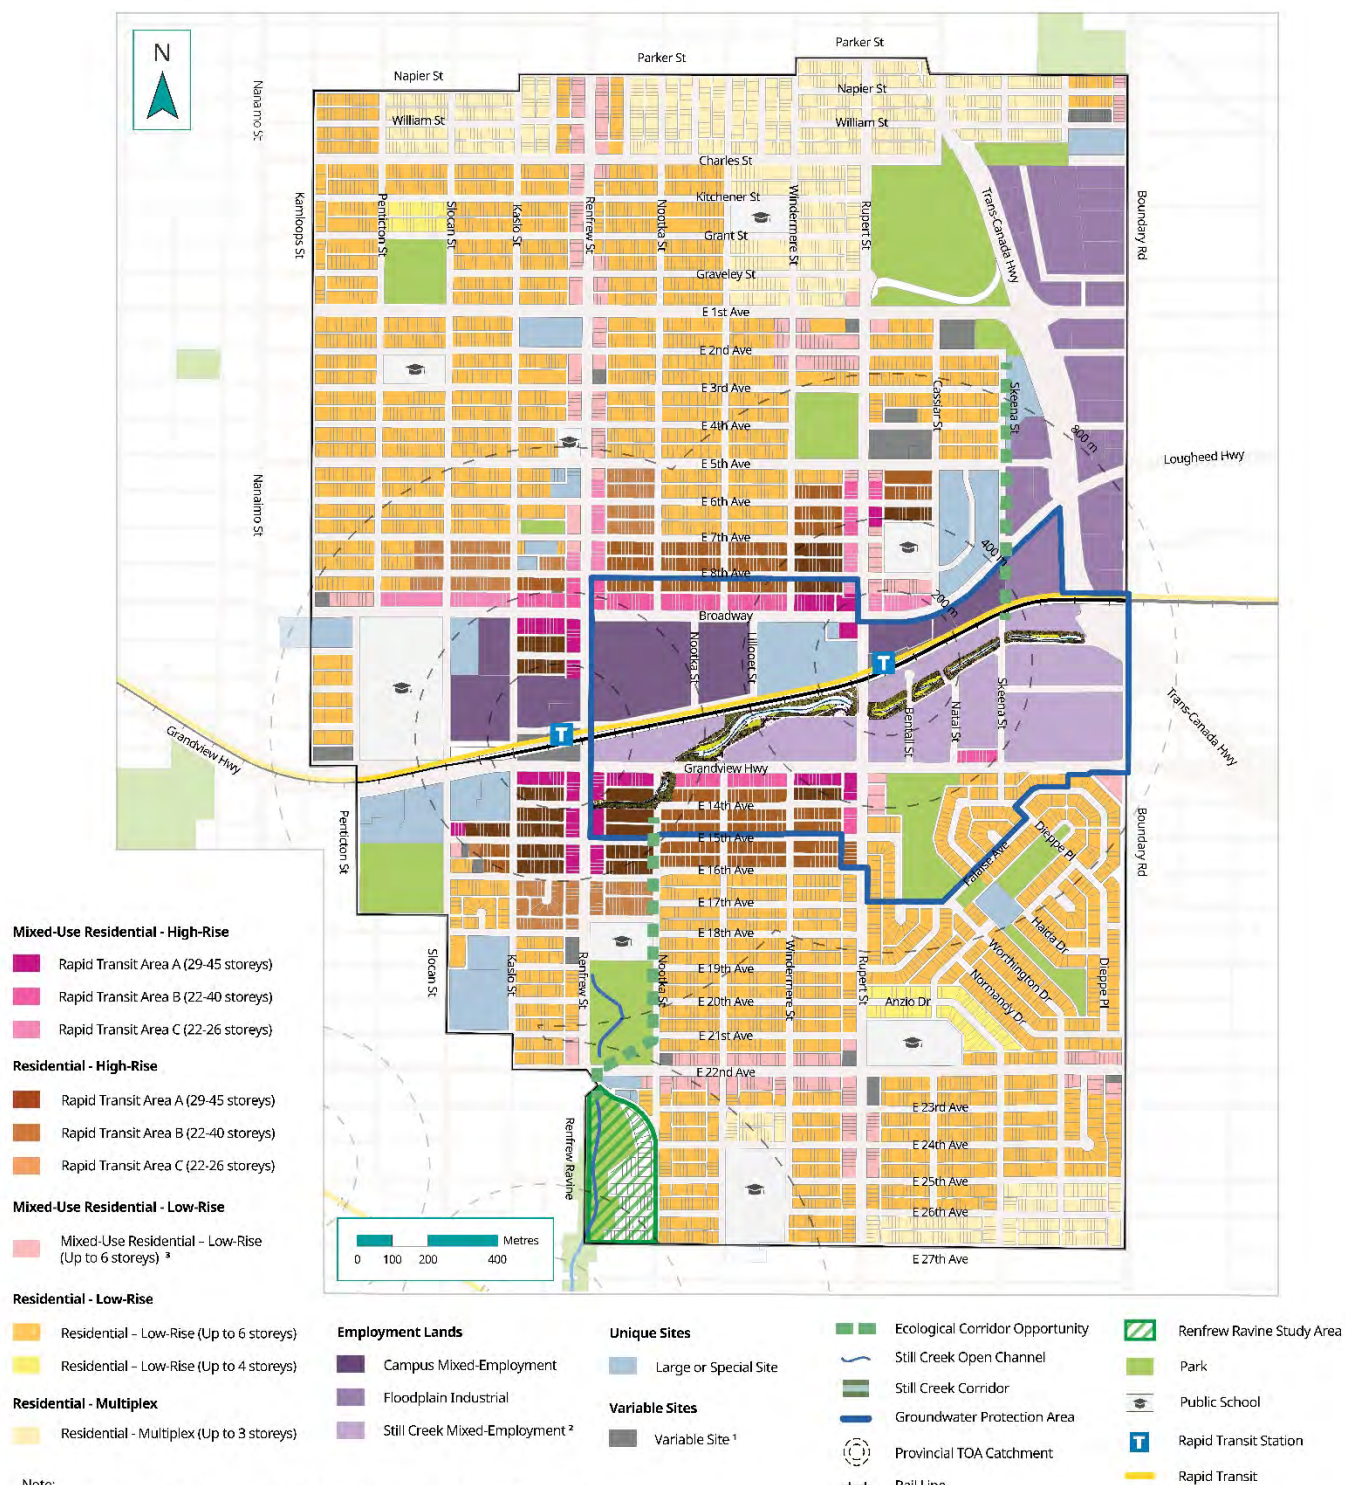 Parker St
Parker St
Napier St
N
Napier St
Nanaimo St
William St
William St
Charles St
Kitchener St
Kamloops St
Penticton St
Slocan St
Kaslo St
Renfrew St
Nootka St
Windermere St
Rupert St
Trans-Canada Hwy
Boundary Rd
Grant St
Graveley St
E 1st Ave
E 2nd Ave
E 3rd Ave
Cassiar St
Skeena St
E 4th Ave
800 m
E 5th Ave
Lougheed Hwy
Nanaimo St
E 6th Ave
E 7th Ave
400 m
E 8th Ave
200 m
Broadway
Nootka St
Lillooet St
T
Skeena St
Bentall St
Natal St
Trans-Canada Hwy
T
Grandview Hwy
Grandview Hwy
E 14th Ave
Penticton St
E 15th Ave
Dieppe Pl
Boundary Rd
Falaise Ave
E 16th Ave
E 17th Ave
Mixed-Use Residential - High-Rise
E 18th Ave
Haida Dr
Rapid Transit Area A (29-45 storeys)
Slocan St
Kaslo St
Renfrew St
Nootka St
Windermere St
Rupert St
E 19th Ave
Worthington Dr
Dieppe Pl
Rapid Transit Area B (22-40 storeys)
E 20th Ave
Anzio Dr
Normandy Dr
Rapid Transit Area C (22-26 storeys)
E 21st Ave
Residential - High-Rise
E 22nd Ave
Rapid Transit Area A (29-45 storeys)
E 23rd Ave
Rapid Transit Area B (22-40 storeys)
Renfrew Ravine
E 24th Ave
Rapid Transit Area C (22-26 storeys)
E 25th Ave
Mixed-Use Residential - Low-Rise
E 26th Ave
Mixed-Use Residential – Low-Rise
(Up to 6 storeys) ³
Metres
0 100 200 400
E 27th Ave
Residential - Low-Rise
Residential – Low-Rise (Up to 6 storeys)
Residential – Low-Rise (Up to 4 storeys)
Residential - Multiplex
Residential - Multiplex (Up to 3 storeys)
Note:
Employment Lands
Campus Mixed-Employment
Floodplain Industrial
Still Creek Mixed-Employment ²
Unique Sites
Large or Special Site
Variable Sites
Variable Site ¹
Ecological Corridor Opportunity
Still Creek Open Channel
Still Creek Corridor
Groundwater Protection Area
Provincial TOA Catchment
Rail Line
Renfrew Ravine Study Area
Park
Public School
T
Rapid Transit Station
Rapid Transit